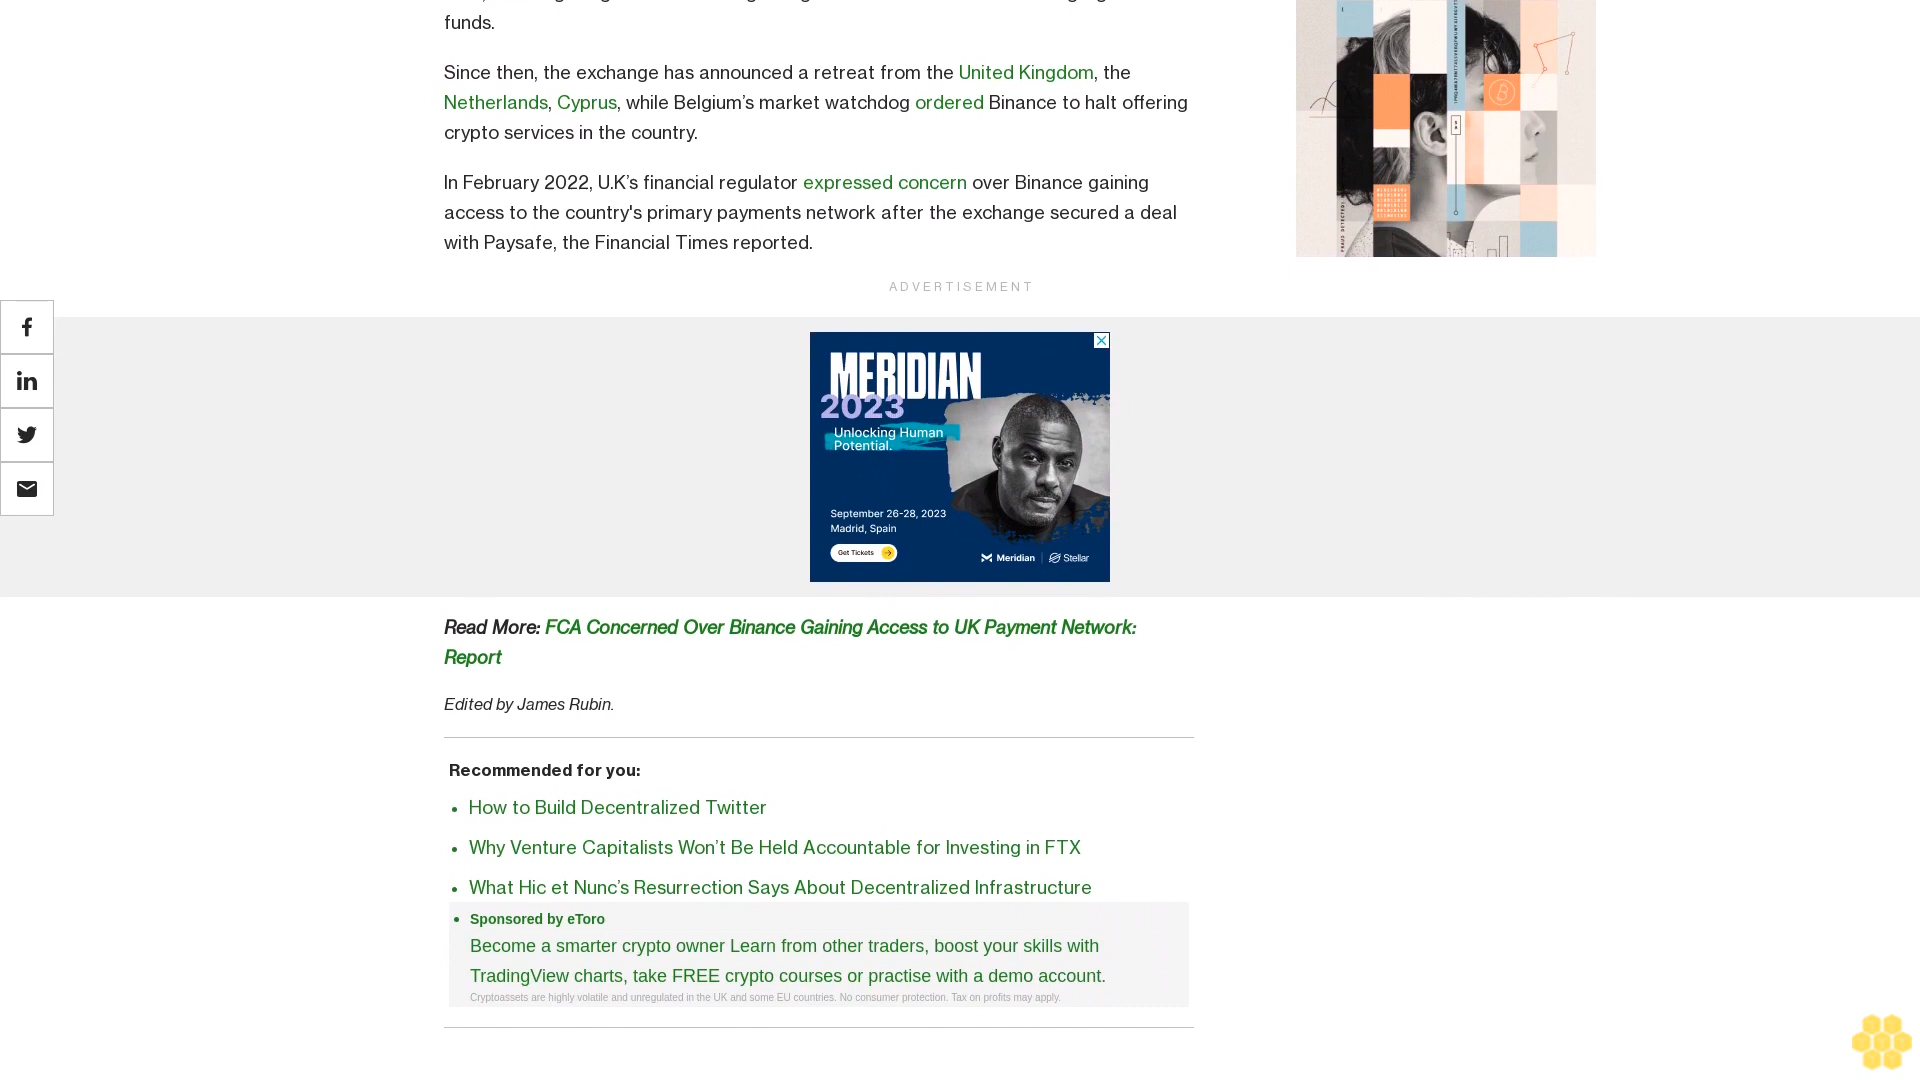 funds.
Since then, the exchange has announced a retreat from the United Kingdom, the
Netherlands, Cyprus, while Belgium’s market watchdog ordered Binance to halt offering
crypto services in the country.
In February 2022, U.K’s financial regulator expressed concern over Binance gaining
access to the country's primary payments network after the exchange secured a deal
with Paysafe, the Financial Times reported.
ADVERTISEMENT
MERIDIAN
2023
Unlocking Human
Potential.
September 26-28, 2023
Madrid, Spain
Get Tickets
Meridian | Stellar
Read More: FCA Concerned Over Binance Gaining Access to UK Payment Network:
Report
Edited by James Rubin.
Recommended for you:
• How to Build Decentralized Twitter
• Why Venture Capitalists Won’t Be Held Accountable for Investing in FTX
• What Hic et Nunc’s Resurrection Says About Decentralized Infrastructure
• Sponsored by eToro
Become a smarter crypto owner Learn from other traders, boost your skills with
TradingView charts, take FREE crypto courses or practise with a demo account.
Cryptoassets are highly volatile and unregulated in the UK and some EU countries. No consumer protection. Tax on profits may apply.